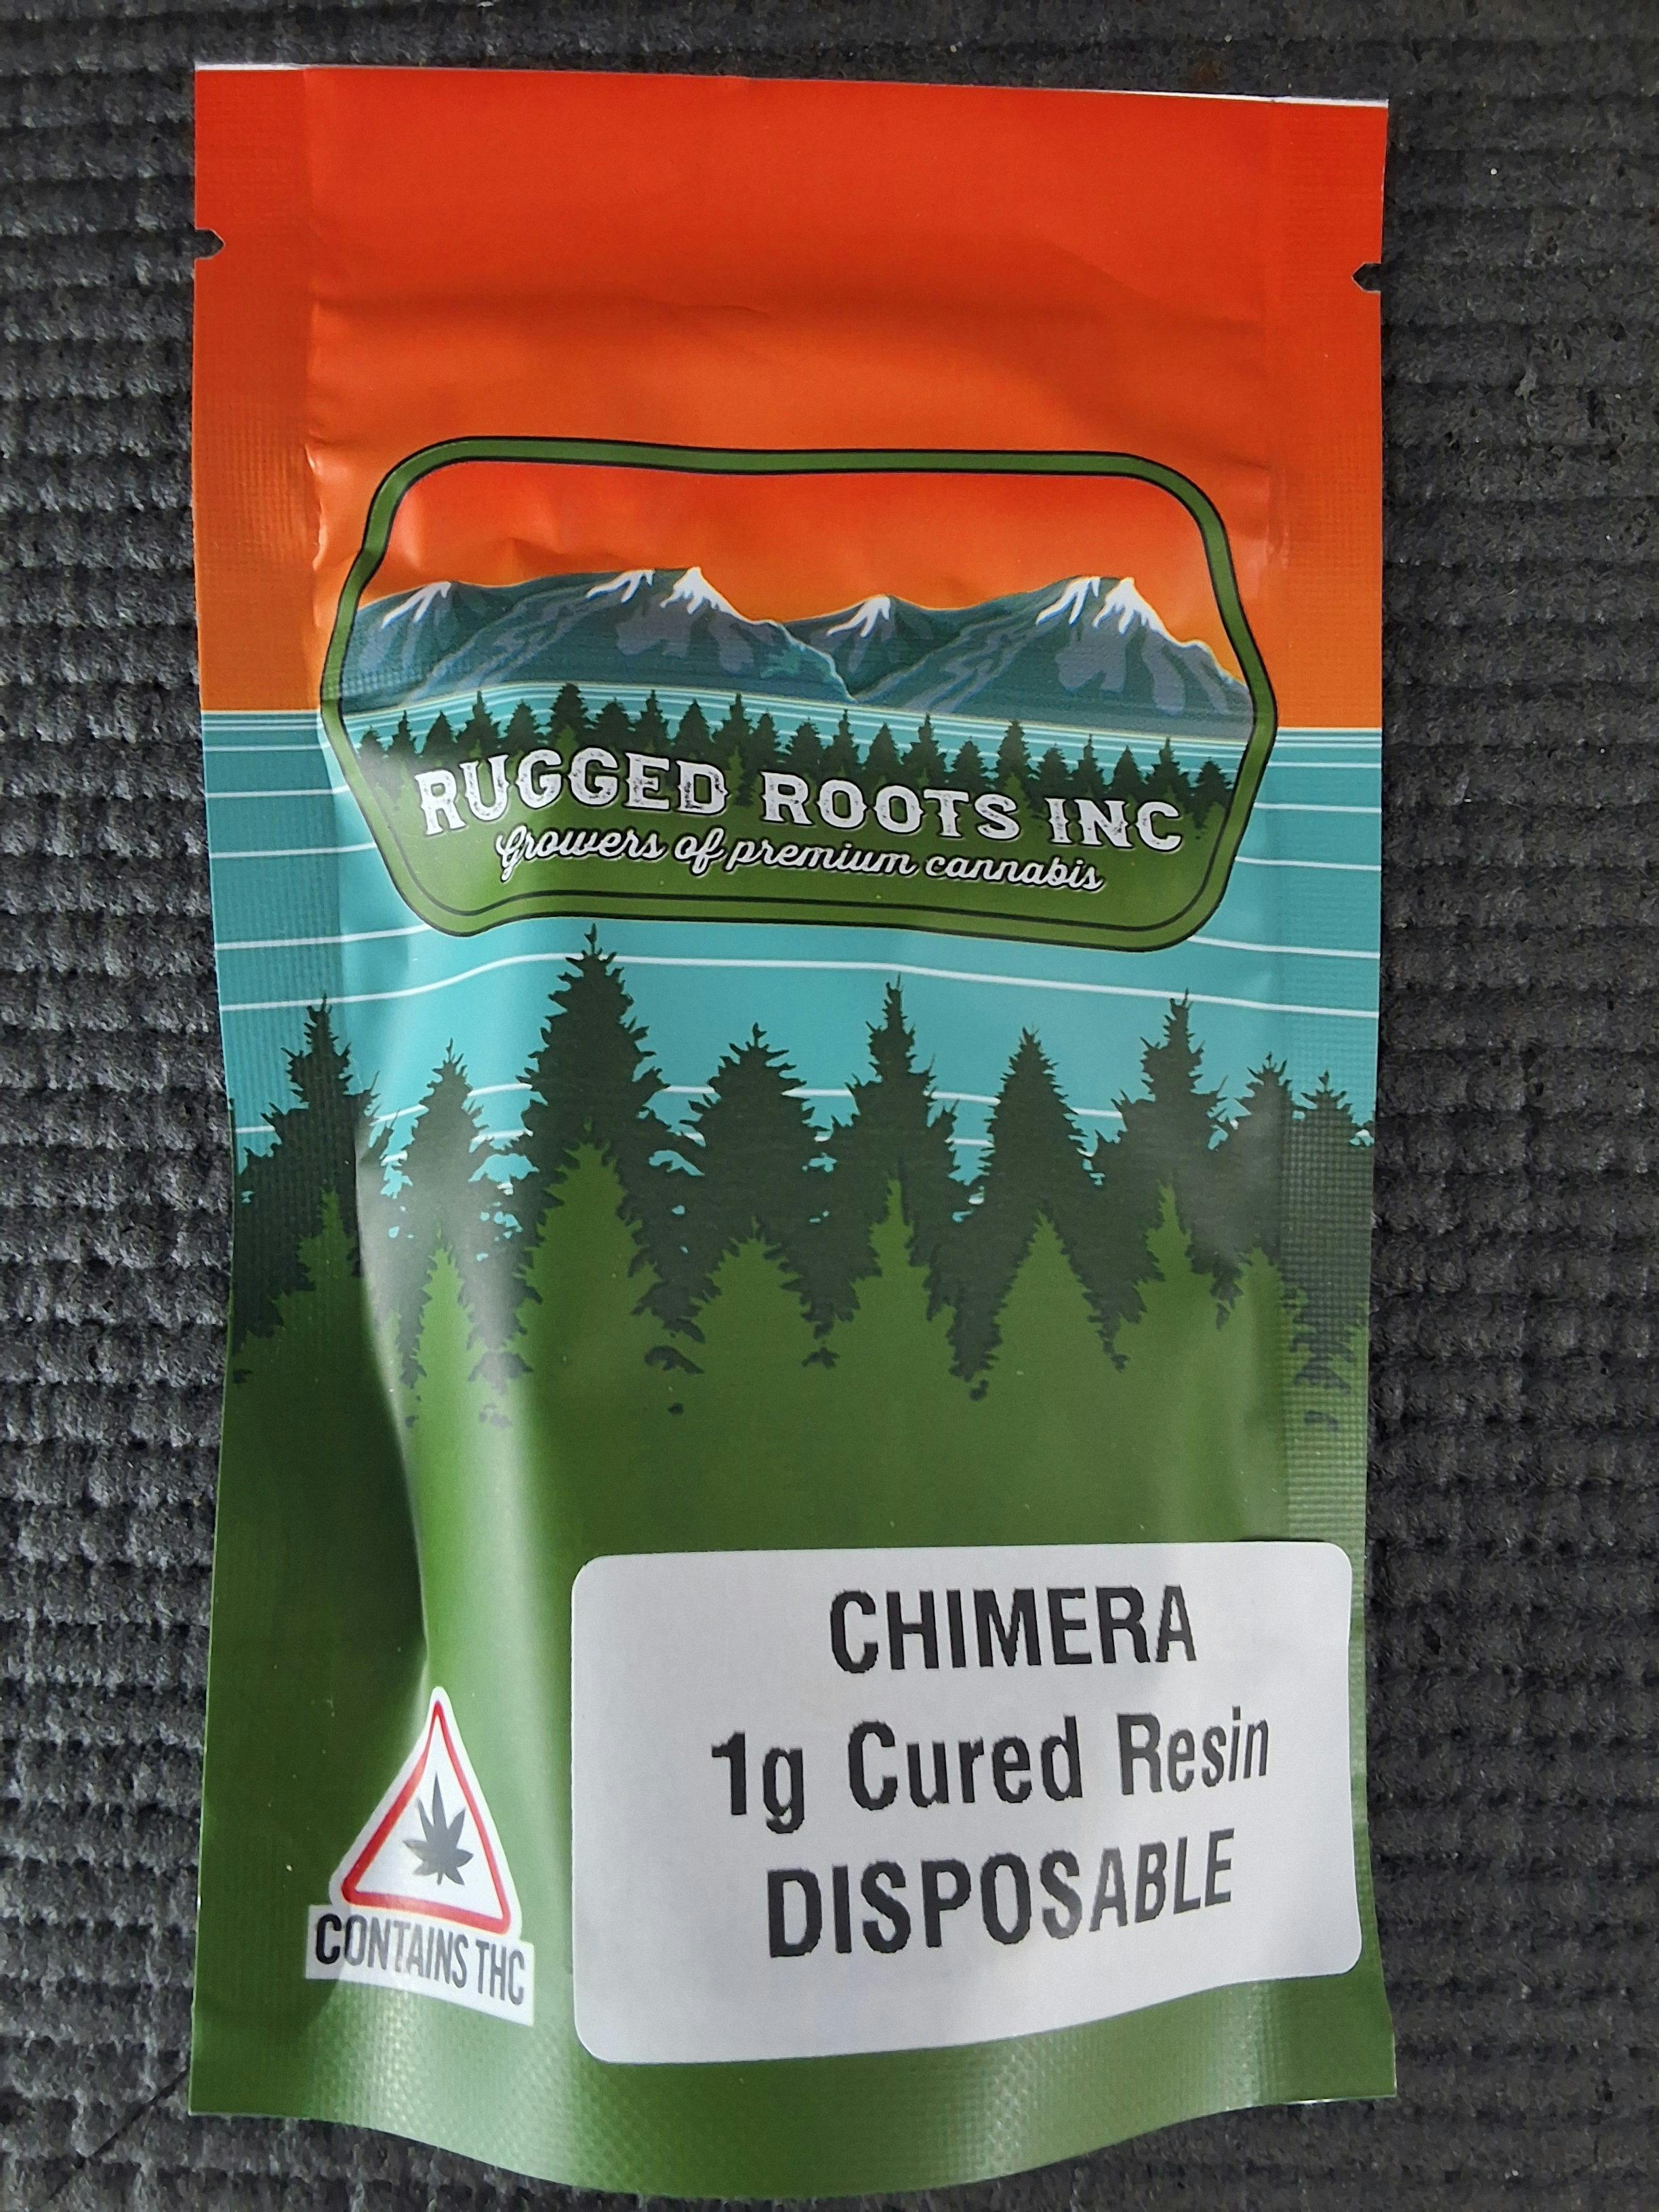 RUGGED ROOTS INC
Growers of premium cannabis
CHIMERA
1g Cured Resin
DISPOSABLE
CONTAINS THC